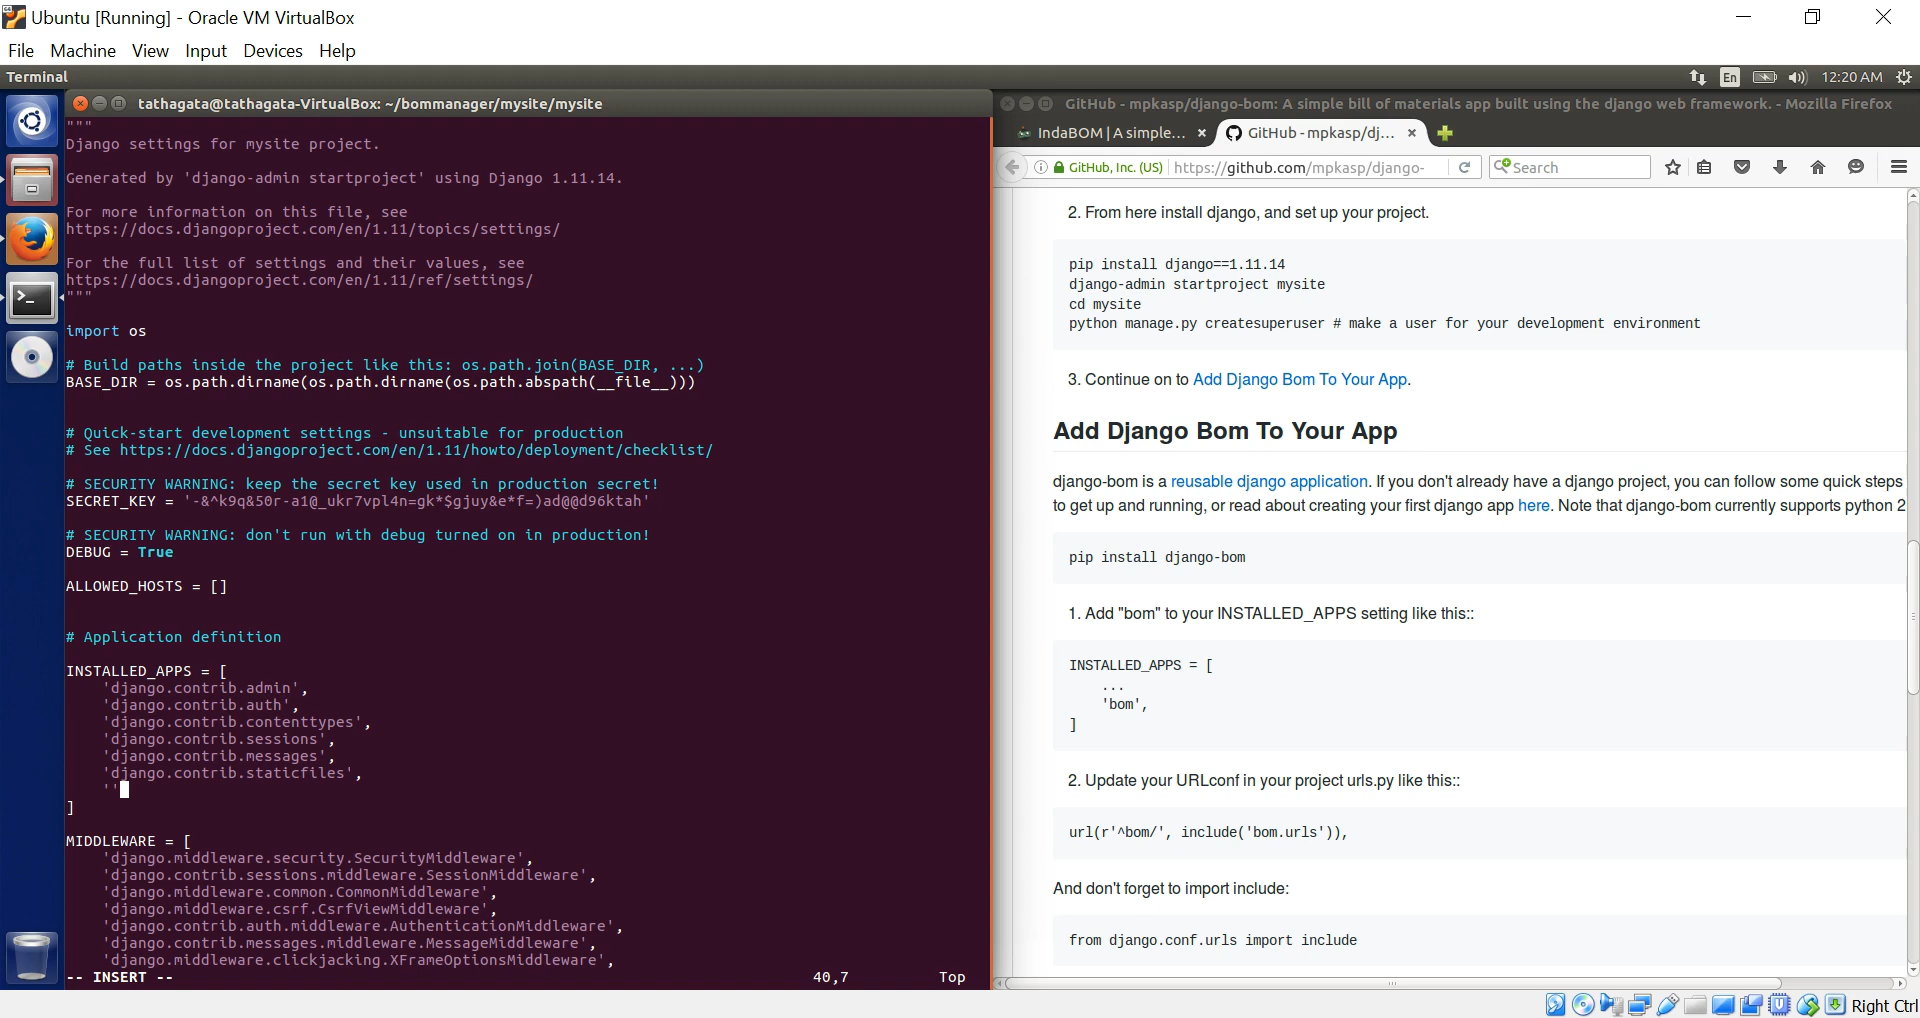 Ubuntu [Running] - Oracle VM VirtualBox
File Machine View Input Devices Help
Terminal En 12:20 AM
tathagata@tathagata-VirtualBox: ~/bommanager/mysite/mysite
"""
Django settings for mysite project.
Generated by 'django-admin startproject' using Django 1.11.14.
For more information on this file, see
https://docs.djangoproject.com/en/1.11/topics/settings/
For the full list of settings and their values, see
https://docs.djangoproject.com/en/1.11/ref/settings/
"""
import os
# Build paths inside the project like this: os.path.join(BASE_DIR, ...)
BASE_DIR = os.path.dirname(os.path.dirname(os.path.abspath(__file__)))
# Quick-start development settings - unsuitable for production
# See https://docs.djangoproject.com/en/1.11/howto/deployment/checklist/
# SECURITY WARNING: keep the secret key used in production secret!
SECRET_KEY = '-&^k9q&50r-a1@_ukr7vpl4n=gk*$gjuy&e*f=)ad@@d96ktah'
# SECURITY WARNING: don't run with debug turned on in production!
DEBUG = True
ALLOWED_HOSTS = []
# Application definition
INSTALLED_APPS = [
'django.contrib.admin',
'django.contrib.auth',
'django.contrib.contenttypes',
'django.contrib.sessions',
'django.contrib.messages',
'django.contrib.staticfiles',
''
]
MIDDLEWARE = [
'django.middleware.security.SecurityMiddleware',
'django.contrib.sessions.middleware.SessionMiddleware',
'django.middleware.common.CommonMiddleware',
'django.middleware.csrf.CsrfViewMiddleware',
'django.contrib.auth.middleware.AuthenticationMiddleware',
'django.contrib.messages.middleware.MessageMiddleware',
'django.middleware.clickjacking.XFrameOptionsMiddleware',
-- INSERT -- 40,7 Top
GitHub - mpkasp/django-bom: A simple bill of materials app built using the django web framework. - Mozilla Firefox
IndaBOM | A simple... GitHub - mpkasp/dj...
GitHub, Inc. (US) https://github.com/mpkasp/django- Search
2. From here install django, and set up your project.
pip install django==1.11.14
django-admin startproject mysite
cd mysite
python manage.py createsuperuser # make a user for your development environment
3. Continue on to Add Django Bom To Your App.
Add Django Bom To Your App
django-bom is a reusable django application. If you don't already have a django project, you can follow some quick steps
to get up and running, or read about creating your first django app here. Note that django-bom currently supports python 2
pip install django-bom
1. Add "bom" to your INSTALLED_APPS setting like this::
INSTALLED_APPS = [
...
'bom',
]
2. Update your URLconf in your project urls.py like this::
url(r'^bom/', include('bom.urls')),
And don't forget to import include:
from django.conf.urls import include
Right Ctrl